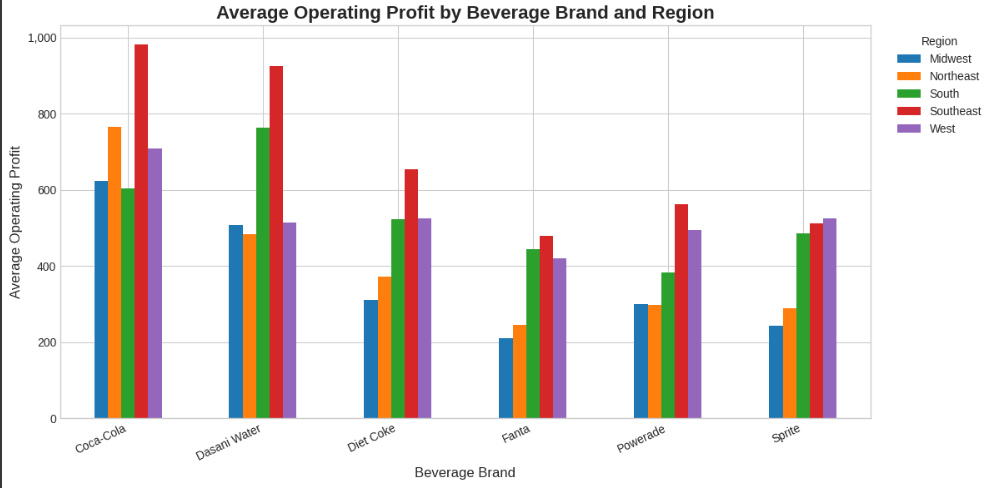 Average Operating Profit by Beverage Brand and Region
Average Operating Profit
1,000
800
600
400
200
0
Coca-Cola
Dasani Water
Diet Coke
Fanta
Powerade
Sprite
Beverage Brand
Region
Midwest
Northeast
South
Southeast
West